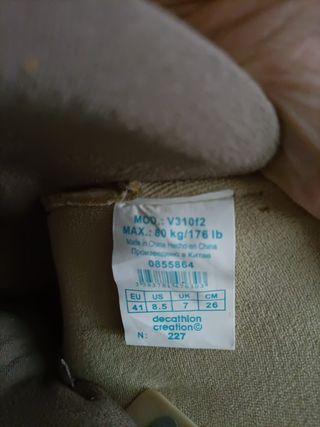 MOD.: V310f2
MAX.: 80 kg/176 lb
Made in China Hecho en China
Произведено в Китае
0855864
EU US UK CM
41 8.5 7 26
decathlon
creation©
N: 227